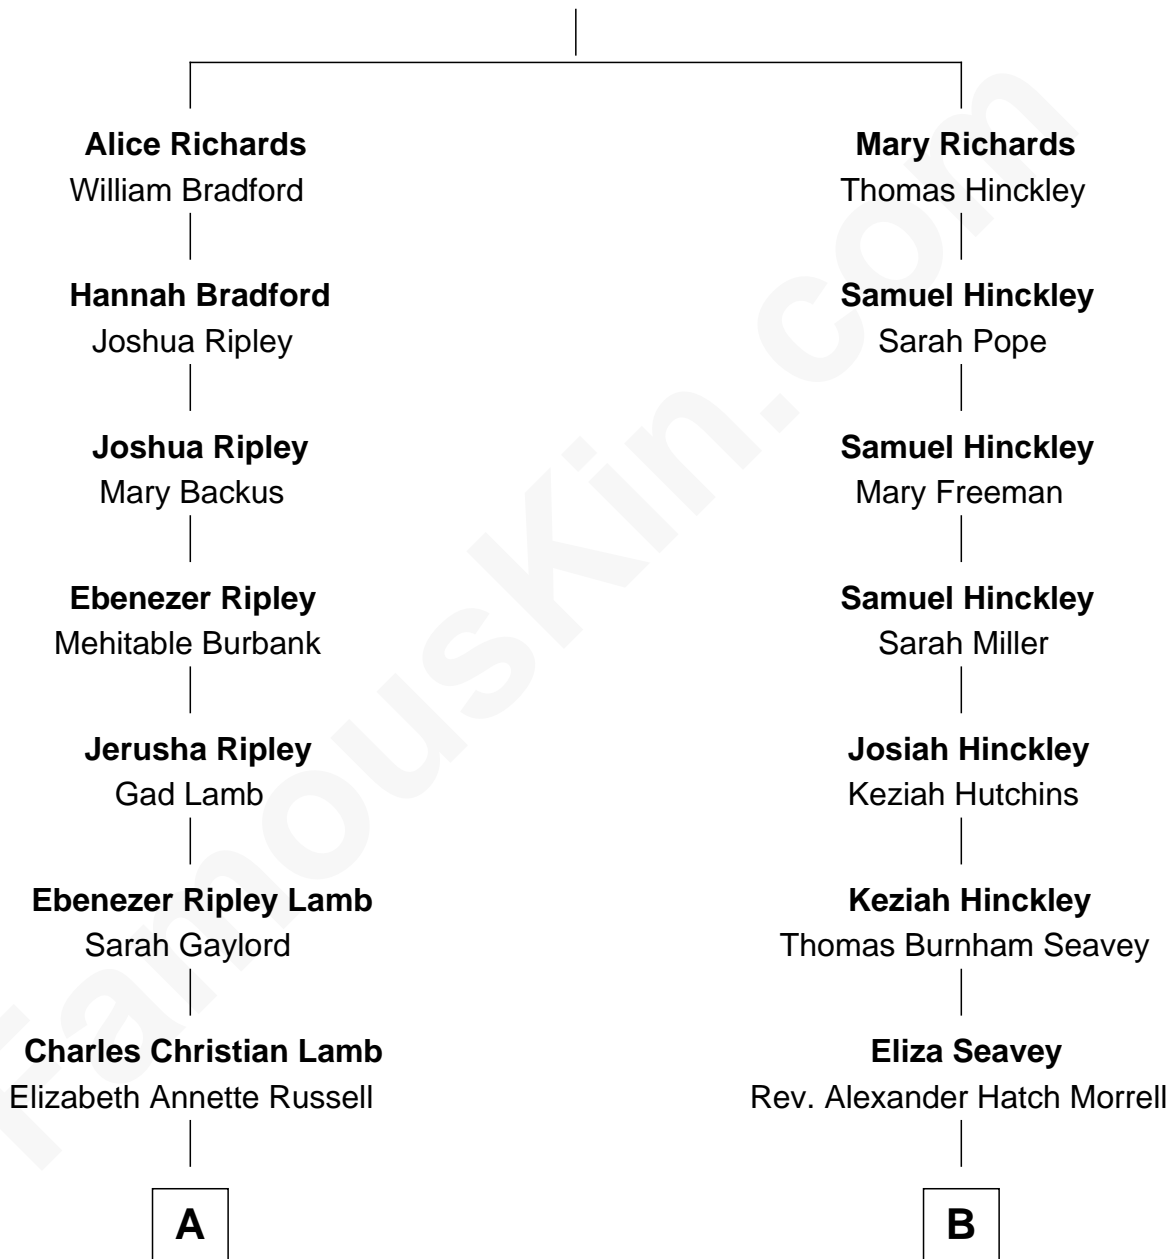 Alice Richards
William Bradford
Mary Richards
Thomas Hinckley
Hannah Bradford
Joshua Ripley
Samuel Hinckley
Sarah Pope
Joshua Ripley
Mary Backus
Samuel Hinckley
Mary Freeman
Ebenezer Ripley
Mehitable Burbank
Samuel Hinckley
Sarah Miller
Jerusha Ripley
Gad Lamb
Josiah Hinckley
Keziah Hutchins
Ebenezer Ripley Lamb
Sarah Gaylord
Keziah Hinckley
Thomas Burnham Seavey
Charles Christian Lamb
Elizabeth Annette Russell
Eliza Seavey
Rev. Alexander Hatch Morrell
A
B
FamousKin.com